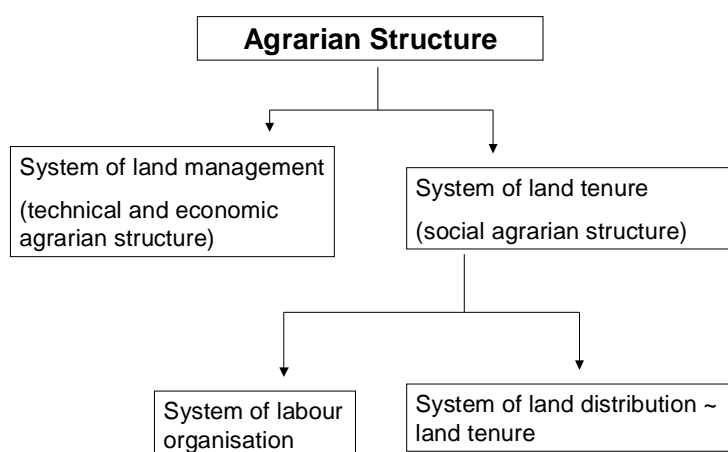 Agrarian Structure
System of land management
(technical and economic
agrarian structure)
System of land tenure
(social agrarian structure)
System of labour
organisation
System of land distribution ~
land tenure